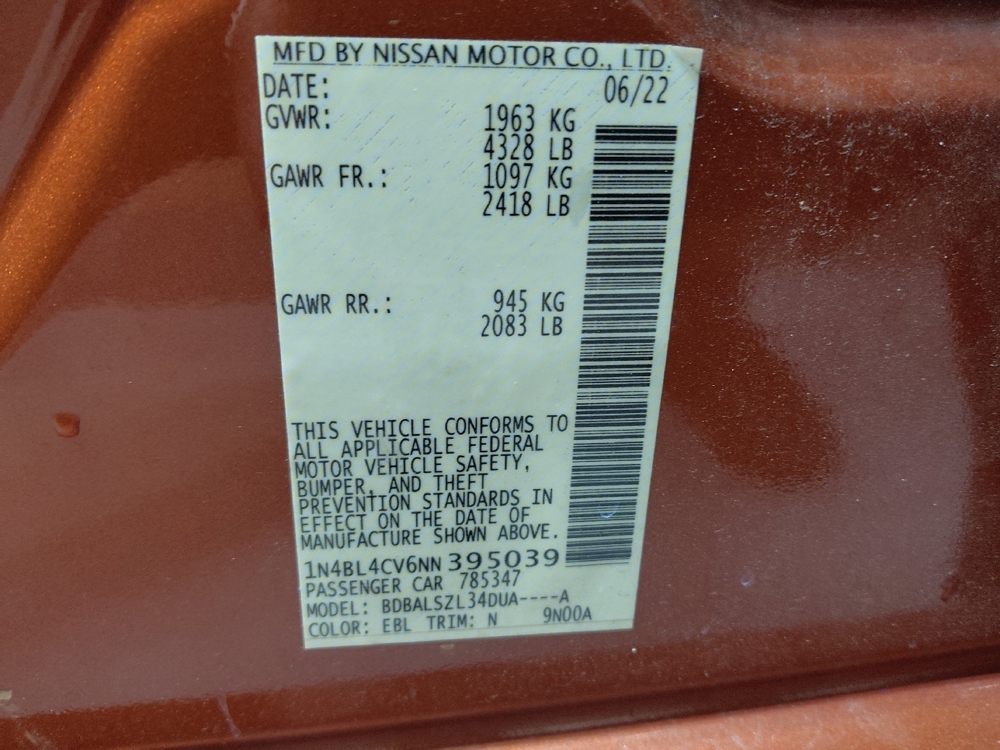 MFD BY NISSAN MOTOR CO., LTD.
DATE: 06/22
GVWR: 1963 KG
4328 LB
GAWR FR.: 1097 KG
2418 LB
GAWR RR.: 945 KG
2083 LB
THIS VEHICLE CONFORMS TO
ALL APPLICABLE FEDERAL
MOTOR VEHICLE SAFETY,
BUMPER, AND THEFT
PREVENTION STANDARDS IN
EFFECT ON THE DATE OF
MANUFACTURE SHOWN ABOVE.
1N4BL4CV6NN 395039
PASSENGER CAR 785347
MODEL: BDBALSZL34DUA----A
COLOR: EBL TRIM: N 9N00A